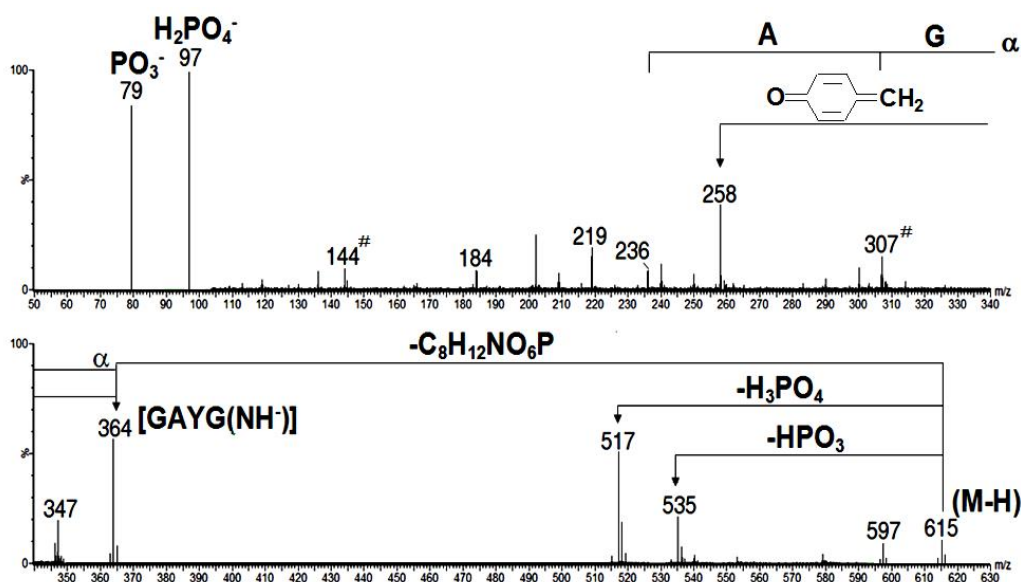 H₂PO₄⁻
PO₃⁻
A G α
100
79
97
O CH₂
%
258
144# 184 219 236 307#
0
50 60 70 80 90 100 110 120 130 140 150 160 170 180 190 200 210 220 230 240 250 260 270 280 290 300 310 320 330 340 m/z
100
α
-C₈H₁₂NO₆P
-H₃PO₄
364 [GAYG(NH⁻)]
517
-HPO₃
%
347
535
(M-H)
597 615
0
350 360 370 380 390 400 410 420 430 440 450 460 470 480 490 500 510 520 530 540 550 560 570 580 590 600 610 620 630 m/z